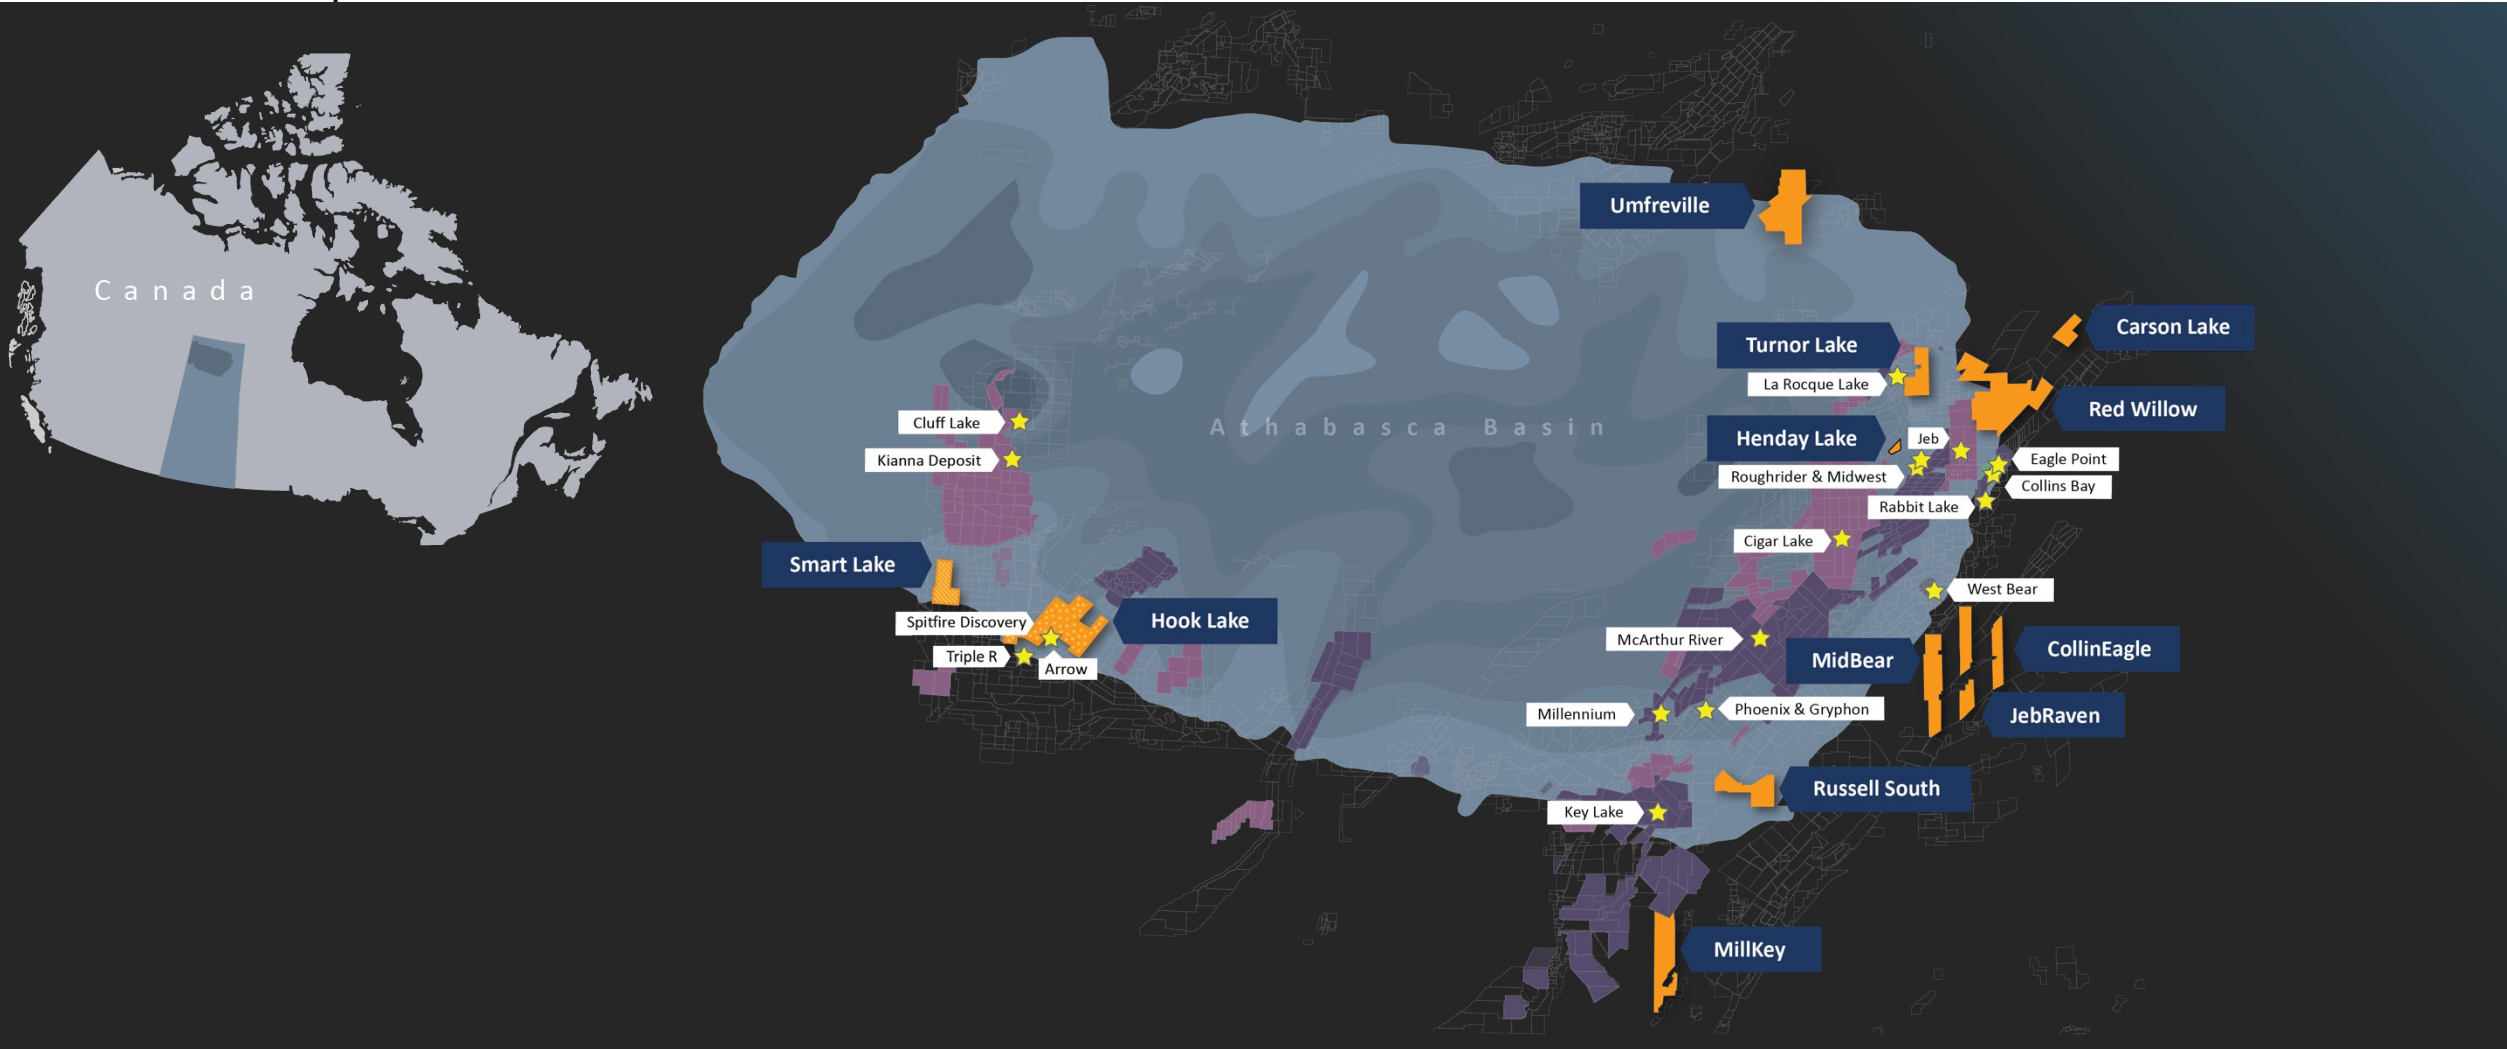 Canada
Athabasca Basin
Umfreville
Carson Lake
Turnor Lake
La Rocque Lake
Red Willow
Cluff Lake
Henday Lake
Jeb
Kianna Deposit
Eagle Point
Roughrider & Midwest
Collins Bay
Rabbit Lake
Cigar Lake
Smart Lake
West Bear
Spitfire Discovery
Hook Lake
McArthur River
CollinEagle
Triple R
Arrow
MidBear
Millennium
Phoenix & Gryphon
JebRaven
Russell South
Key Lake
MillKey